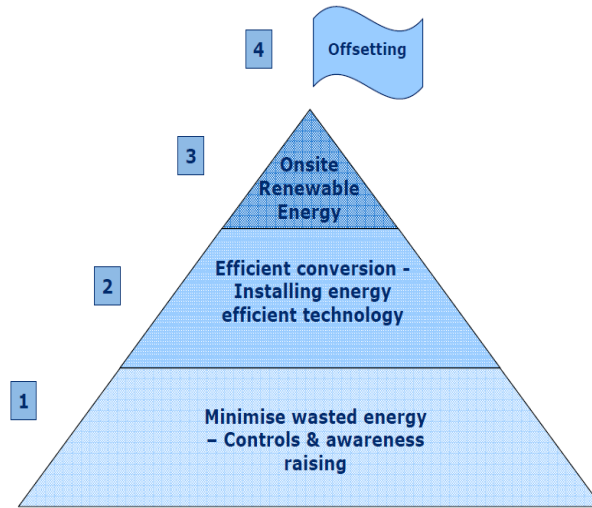 4
Offsetting
3
Onsite
Renewable
Energy
2
Efficient conversion -
Installing energy
efficient technology
1
Minimise wasted energy
– Controls & awareness
raising